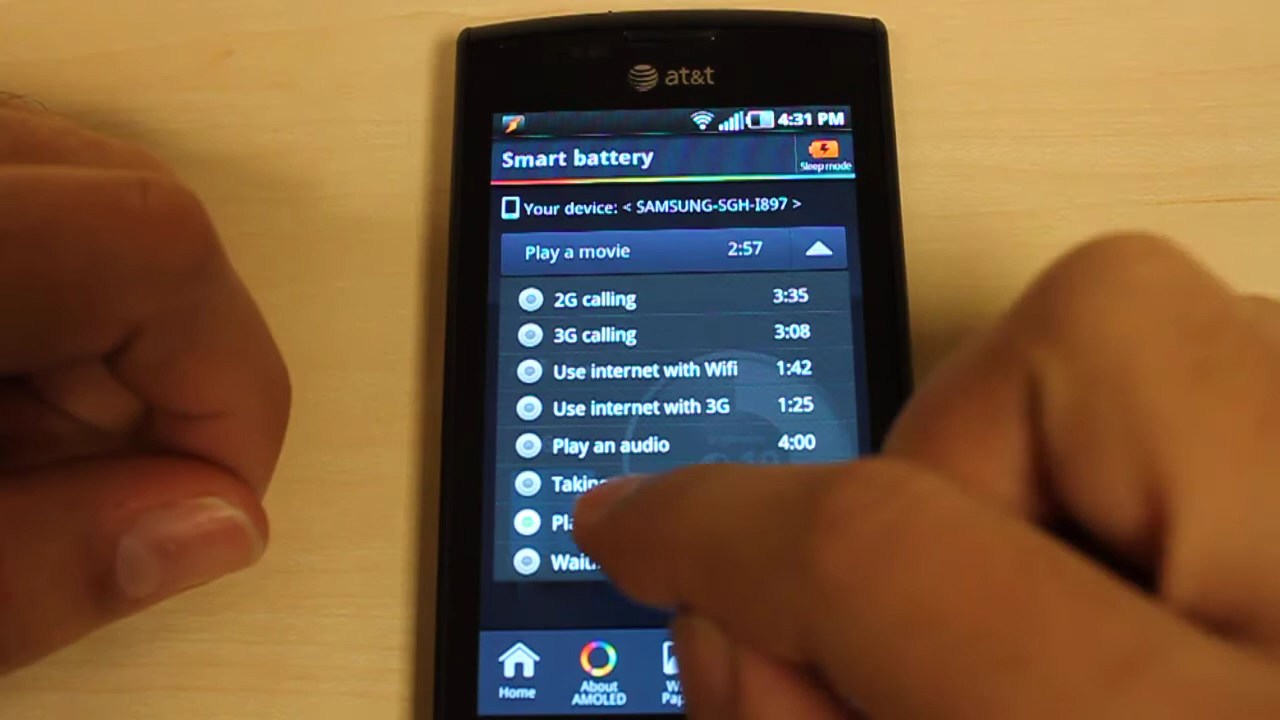 at&t
4:31 PM
Smart battery
Sleep mode
Your device: < SAMSUNG-SGH-I897 >
Play a movie 2:57
2G calling 3:35
3G calling 3:08
Use internet with Wifi 1:42
Use internet with 3G 1:25
Play an audio 4:00
Home
About
AMOLED